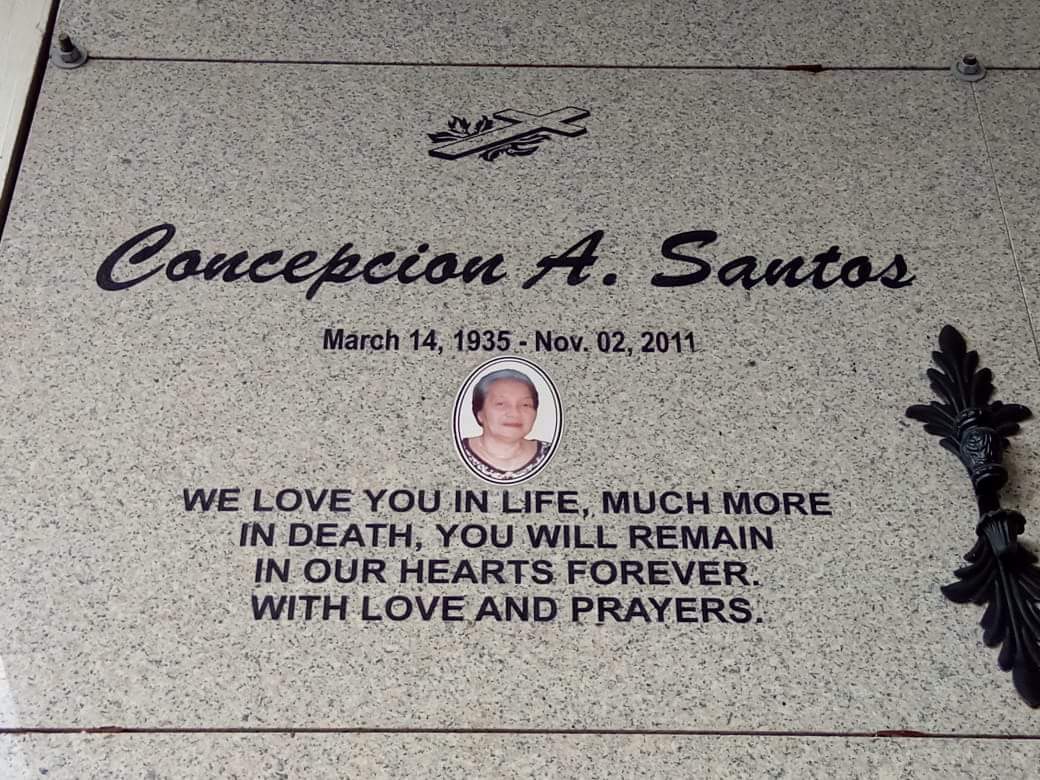 Concepcion A. Santos
March 14, 1935 - Nov. 02, 2011
WE LOVE YOU IN LIFE, MUCH MORE
IN DEATH, YOU WILL REMAIN
IN OUR HEARTS FOREVER.
WITH LOVE AND PRAYERS.